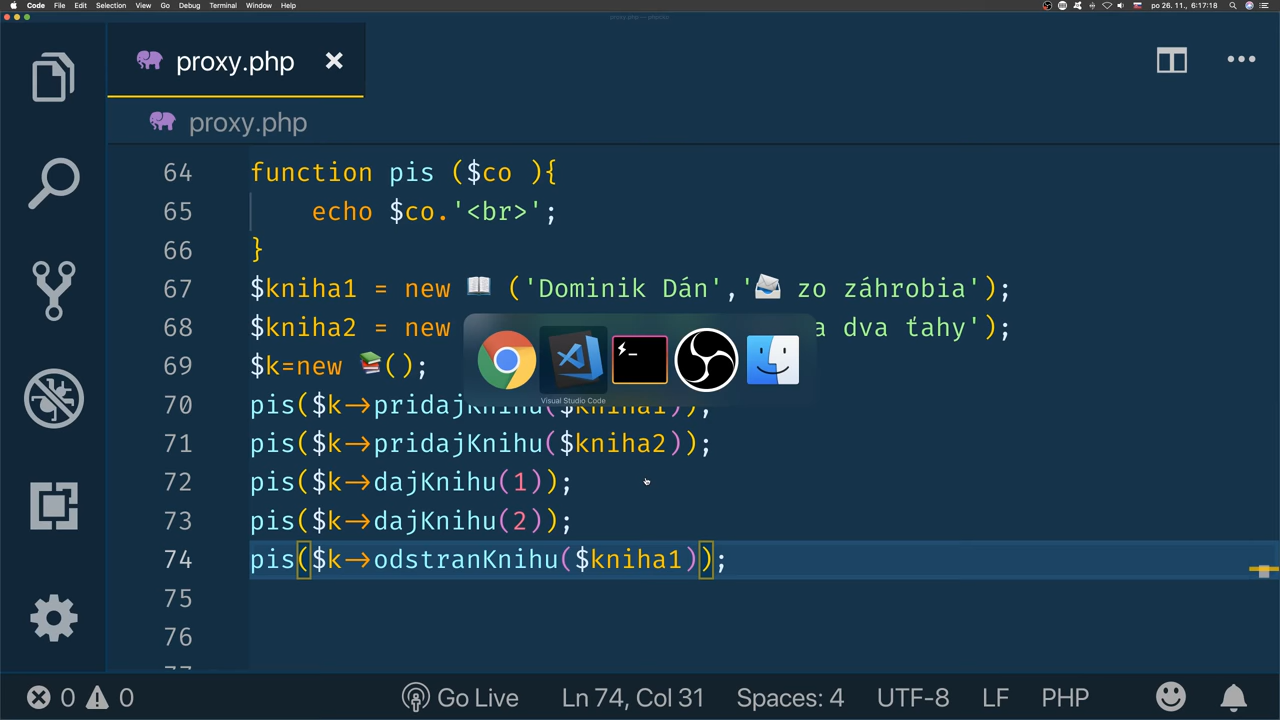 Code File Edit Selection View Go Debug Terminal Window Help po 26. 11., 6:17:18
proxy.php
proxy.php
64 function pis ($co ){
65 echo $co.'<br>';
66 }
67 $kniha1 = new 📖 ('Dominik Dán','📨 zo záhrobia');
68 $kniha2 = new a dva ťahy');
69 $k=new 📚();
70 pis($k->pridajKnihu($kniha1));
Visual Studio Code
71 pis($k->pridajKnihu($kniha2));
72 pis($k->dajKnihu(1));
73 pis($k->dajKnihu(2));
74 pis($k->odstranKnihu($kniha1));
75
76
0 0 Go Live Ln 74, Col 31 Spaces: 4 UTF-8 LF PHP